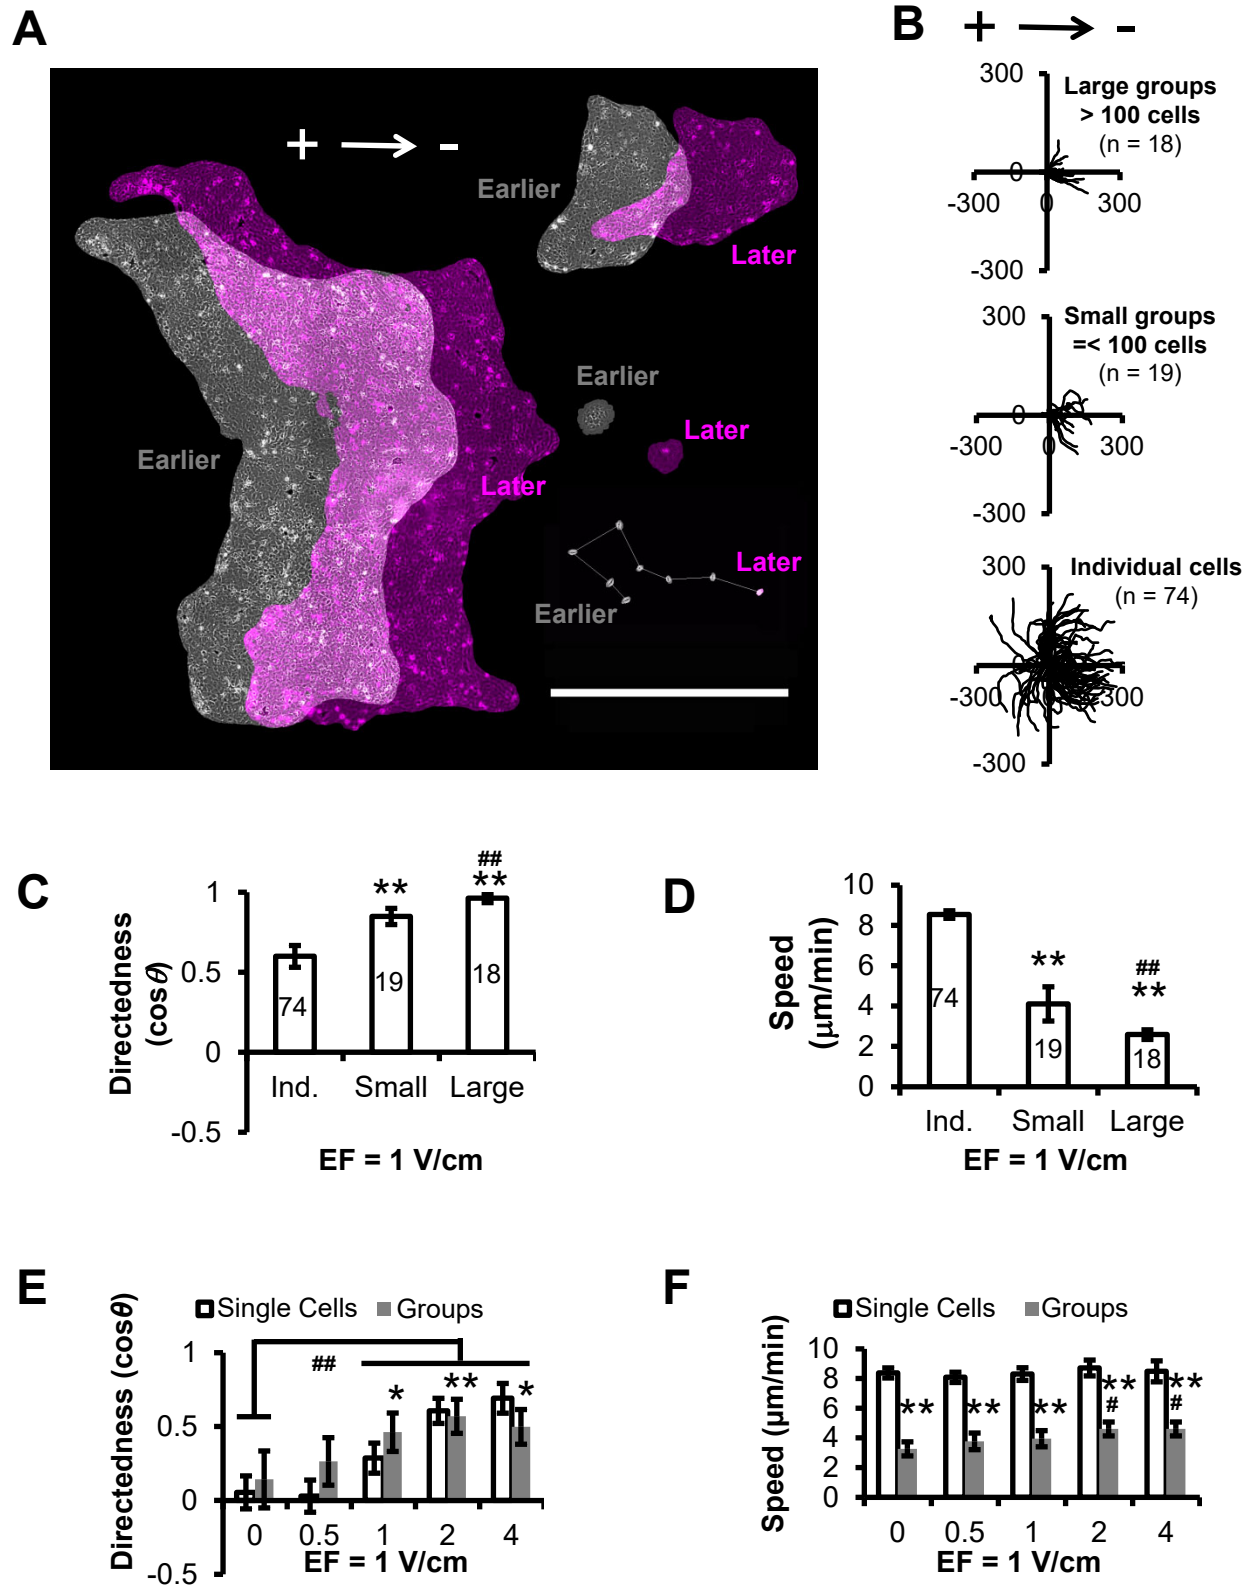 A
+ → -
Earlier
Later
Earlier
Later
Earlier
Later
Earlier
Later
B
+ → -
300
0
-300
0
300
-300
Large groups
> 100 cells
(n = 18)
300
0
-300
0
300
-300
Small groups
=< 100 cells
(n = 19)
300
0
-300
300
-300
Individual cells
(n = 74)
C
Directedness
(cosθ)
1
0.5
0
-0.5
74
19
18
**
##
**
Ind.
Small
Large
EF = 1 V/cm
D
Speed
(µm/min)
10
8
6
4
2
0
74
19
18
**
##
**
Ind.
Small
Large
EF = 1 V/cm
E
Directedness (cosθ)
Single Cells
Groups
1
0.5
0
-0.5
##
*
**
*
0
0.5
1
2
4
EF = 1 V/cm
F
Speed (µm/min)
Single Cells
Groups
10
8
6
4
2
0
**
**
**
**
#
**
#
0
0.5
1
2
4
EF = 1 V/cm